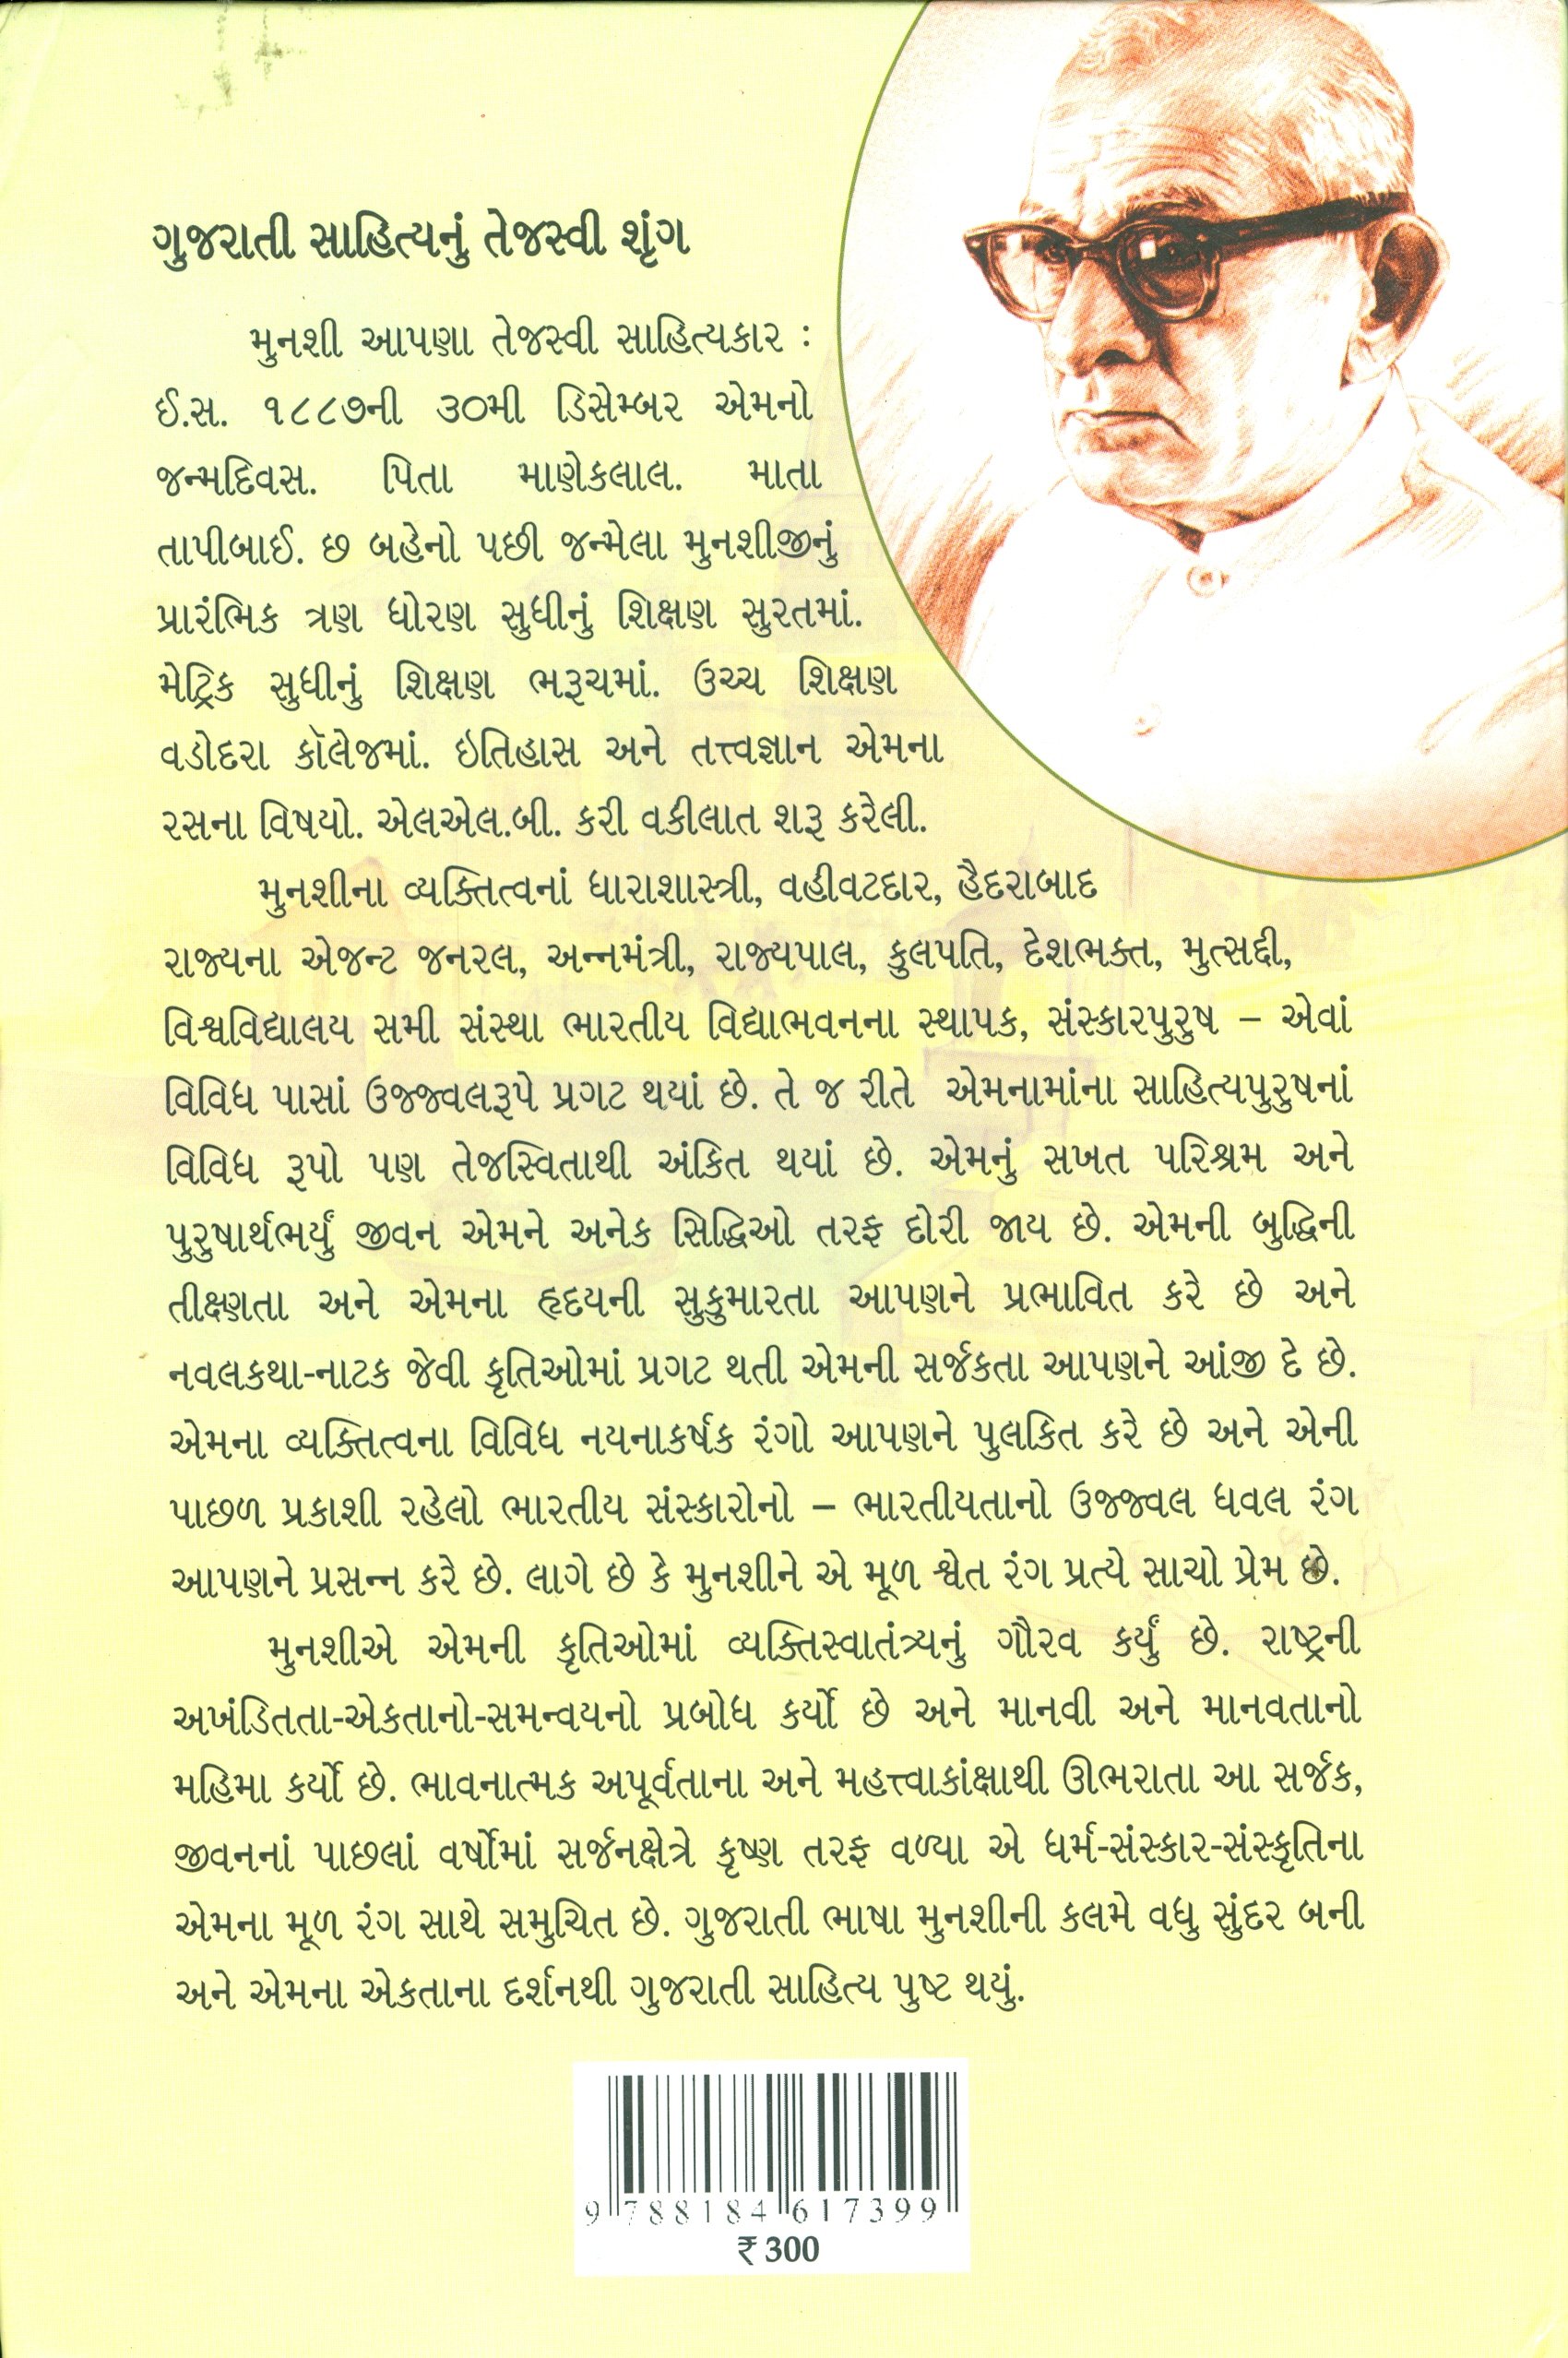 ગુજરાતી સાહિત્યનું તેજસ્વી શૃંગ
મુનશી આપણા તેજસ્વી સાહિત્યકાર :
ઈ.સ. ૧૮૮૭ની ૩૦મી ડિસેમ્બર એમનો
જન્મદિવસ. પિતા માણેકલાલ. માતા
તાપીબાઈ. છ બહેનો પછી જન્મેલા મુનશીજીનું
પ્રારંભિક ત્રણ ધોરણ સુધીનું શિક્ષણ સુરતમાં.
મેટ્રિક સુધીનું શિક્ષણ ભરૂચમાં. ઉચ્ચ શિક્ષણ
વડોદરા કૉલેજમાં. ઇતિહાસ અને તત્ત્વજ્ઞાન એમના
રસના વિષયો. એલએલ.બી. કરી વકીલાત શરૂ કરેલી.
મુનશીના વ્યક્તિત્વનાં ધારાશાસ્ત્રી, વહીવટદાર, હૈદરાબાદ
રાજ્યના એજન્ટ જનરલ, અન્નમંત્રી, રાજ્યપાલ, કુલપતિ, દેશભક્ત, મુત્સદ્દી,
વિશ્વવિદ્યાલય સમી સંસ્થા ભારતીય વિદ્યાભવનના સ્થાપક, સંસ્કારપુરુષ – એવાં
વિવિધ પાસાં ઉજ્જ્વલરૂપે પ્રગટ થયાં છે. તે જ રીતે એમનામાંના સાહિત્યપુરુષનાં
વિવિધ રૂપો પણ તેજસ્વિતાથી અંકિત થયાં છે. એમનું સખત પરિશ્રમ અને
પુરુષાર્થભર્યું જીવન એમને અનેક સિદ્ધિઓ તરફ દોરી જાય છે. એમની બુદ્ધિની
તીક્ષ્ણતા અને એમના હૃદયની સુકુમારતા આપણને પ્રભાવિત કરે છે અને
નવલકથા-નાટક જેવી કૃતિઓમાં પ્રગટ થતી એમની સર્જકતા આપણને આંજી દે છે.
એમના વ્યક્તિત્વના વિવિધ નયનાકર્ષક રંગો આપણને પુલકિત કરે છે અને એની
પાછળ પ્રકાશી રહેલો ભારતીય સંસ્કારોનો – ભારતીયતાનો ઉજ્જ્વલ ધવલ રંગ
આપણને પ્રસન્ન કરે છે. લાગે છે કે મુનશીને એ મૂળ શ્વેત રંગ પ્રત્યે સાચો પ્રેમ છે.
મુનશીએ એમની કૃતિઓમાં વ્યક્તિસ્વાતંત્ર્યનું ગૌરવ કર્યું છે. રાષ્ટ્રની
અખંડિતતા-એકતાનો-સમન્વયનો પ્રબોધ કર્યો છે અને માનવી અને માનવતાનો
મહિમા કર્યો છે. ભાવનાત્મક અપૂર્વતાના અને મહત્ત્વાકાંક્ષાથી ઊભરાતા આ સર્જક,
જીવનનાં પાછલાં વર્ષોમાં સર્જનક્ષેત્રે કૃષ્ણ તરફ વળ્યા એ ધર્મ-સંસ્કાર-સંસ્કૃતિના
એમના મૂળ રંગ સાથે સમુચિત છે. ગુજરાતી ભાષા મુનશીની કલમે વધુ સુંદર બની
અને એમના એકતાના દર્શનથી ગુજરાતી સાહિત્ય પુષ્ટ થયું.
9 788184 617399
₹ 300